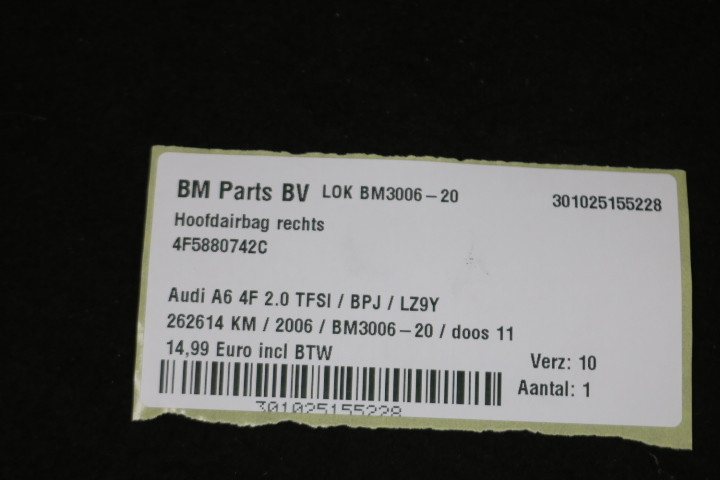 BM Parts BV LOK BM3006-20 301025155228
Hoofdairbag rechts
4F5880742C
Audi A6 4F 2.0 TFSI / BPJ / LZ9Y
262614 KM / 2006 / BM3006-20 / doos 11
14,99 Euro incl BTW
Verz: 10
Aantal: 1
301025155228